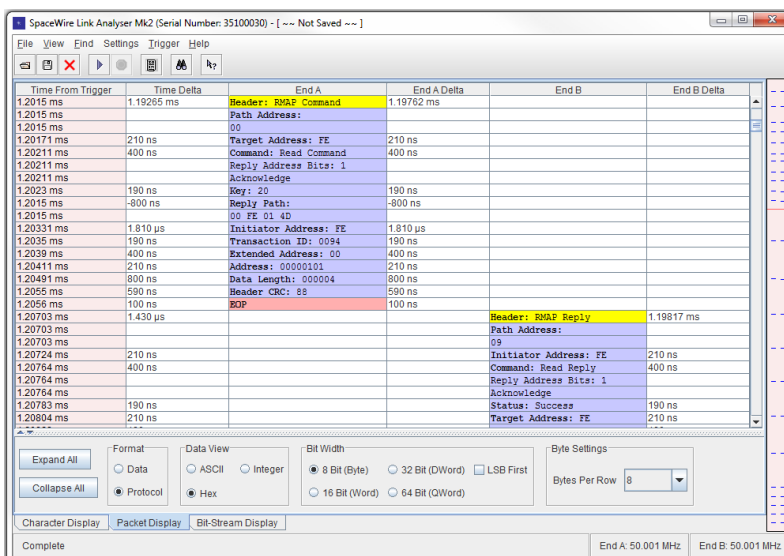 SpaceWire Link Analyser Mk2 (Serial Number: 35100030) - [ ~~ Not Saved ~~ ]
File View Find Settings Trigger Help
Time From Trigger Time Delta End A End A Delta End B End B Delta
1.2015 ms 1.19265 ms Header: RMAP Command 1.19762 ms
1.2015 ms Path Address:
1.2015 ms 00
1.20171 ms 210 ns Target Address: FE 210 ns
1.20211 ms 400 ns Command: Read Command 400 ns
1.20211 ms Reply Address Bits: 1
1.20211 ms Acknowledge
1.2023 ms 190 ns Key: 20 190 ns
1.2015 ms -800 ns Reply Path: -800 ns
1.2015 ms 00 FE 01 4D
1.20331 ms 1.810 µs Initiator Address: FE 1.810 µs
1.2035 ms 190 ns Transaction ID: 0094 190 ns
1.2039 ms 400 ns Extended Address: 00 400 ns
1.20411 ms 210 ns Address: 00000101 210 ns
1.20491 ms 800 ns Data Length: 000004 800 ns
1.2055 ms 590 ns Header CRC: 88 590 ns
1.2056 ms 100 ns EOP 100 ns
1.20703 ms 1.430 µs Header: RMAP Reply 1.19817 ms
1.20703 ms Path Address:
1.20703 ms 09
1.20724 ms 210 ns Initiator Address: FE 210 ns
1.20764 ms 400 ns Command: Read Reply 400 ns
1.20764 ms Reply Address Bits: 1
1.20764 ms Acknowledge
1.20783 ms 190 ns Status: Success 190 ns
1.20804 ms 210 ns Target Address: FE 210 ns
Expand All
Collapse All
Format
Data
Protocol
Data View
ASCII Integer
Hex
Bit Width
8 Bit (Byte) 32 Bit (DWord) LSB First
16 Bit (Word) 64 Bit (QWord)
Byte Settings
Bytes Per Row 8
Character Display Packet Display Bit-Stream Display
Complete End A: 50.001 MHz End B: 50.001 MHz